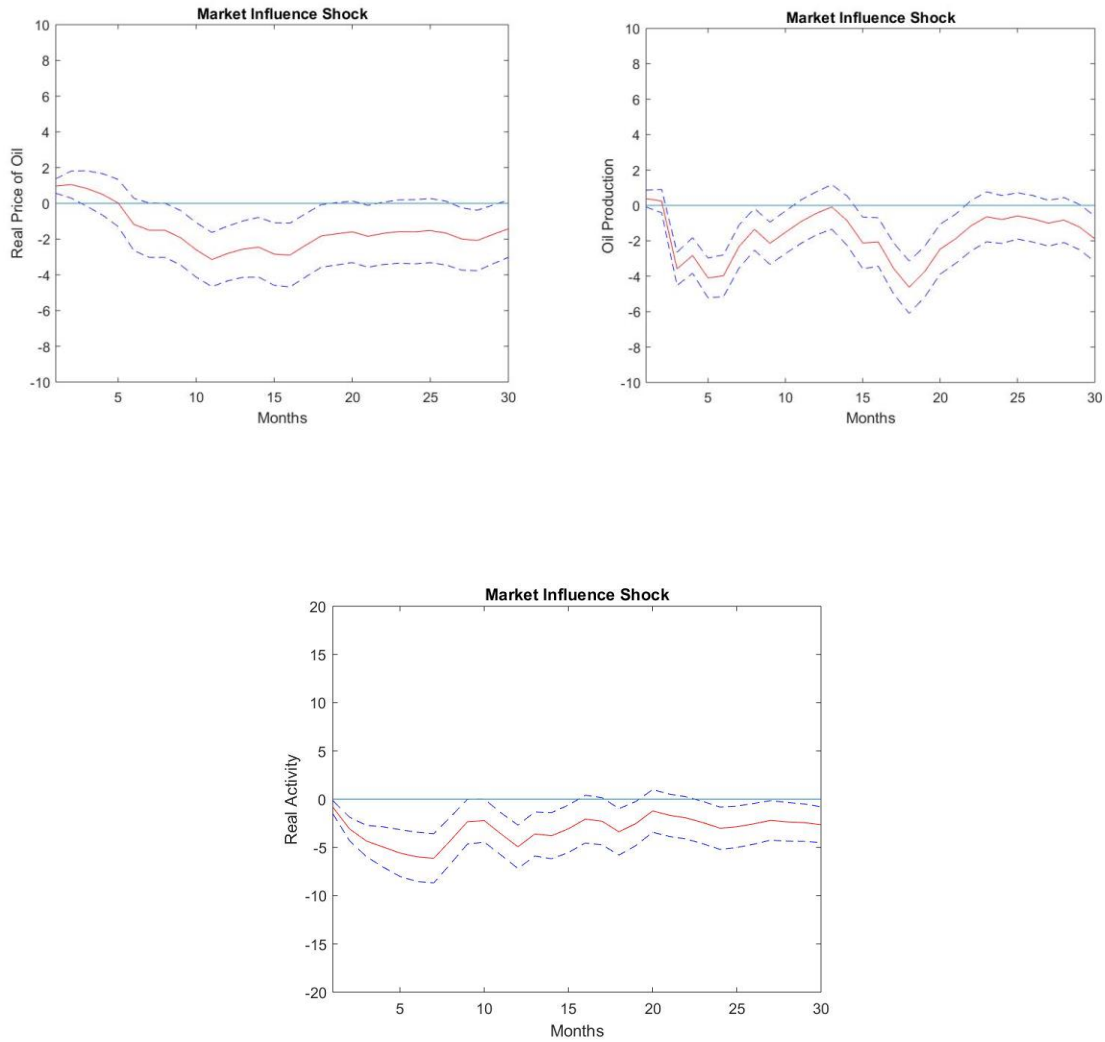 Market Influence Shock
Real Price of Oil
10
8
6
4
2
0
-2
-4
-6
-8
-10
5 10 15 20 25 30
Months
Market Influence Shock
Oil Production
10
8
6
4
2
0
-2
-4
-6
-8
-10
5 10 15 20 25 30
Months
Market Influence Shock
Real Activity
20
15
10
5
0
-5
-10
-15
-20
5 10 15 20 25 30
Months